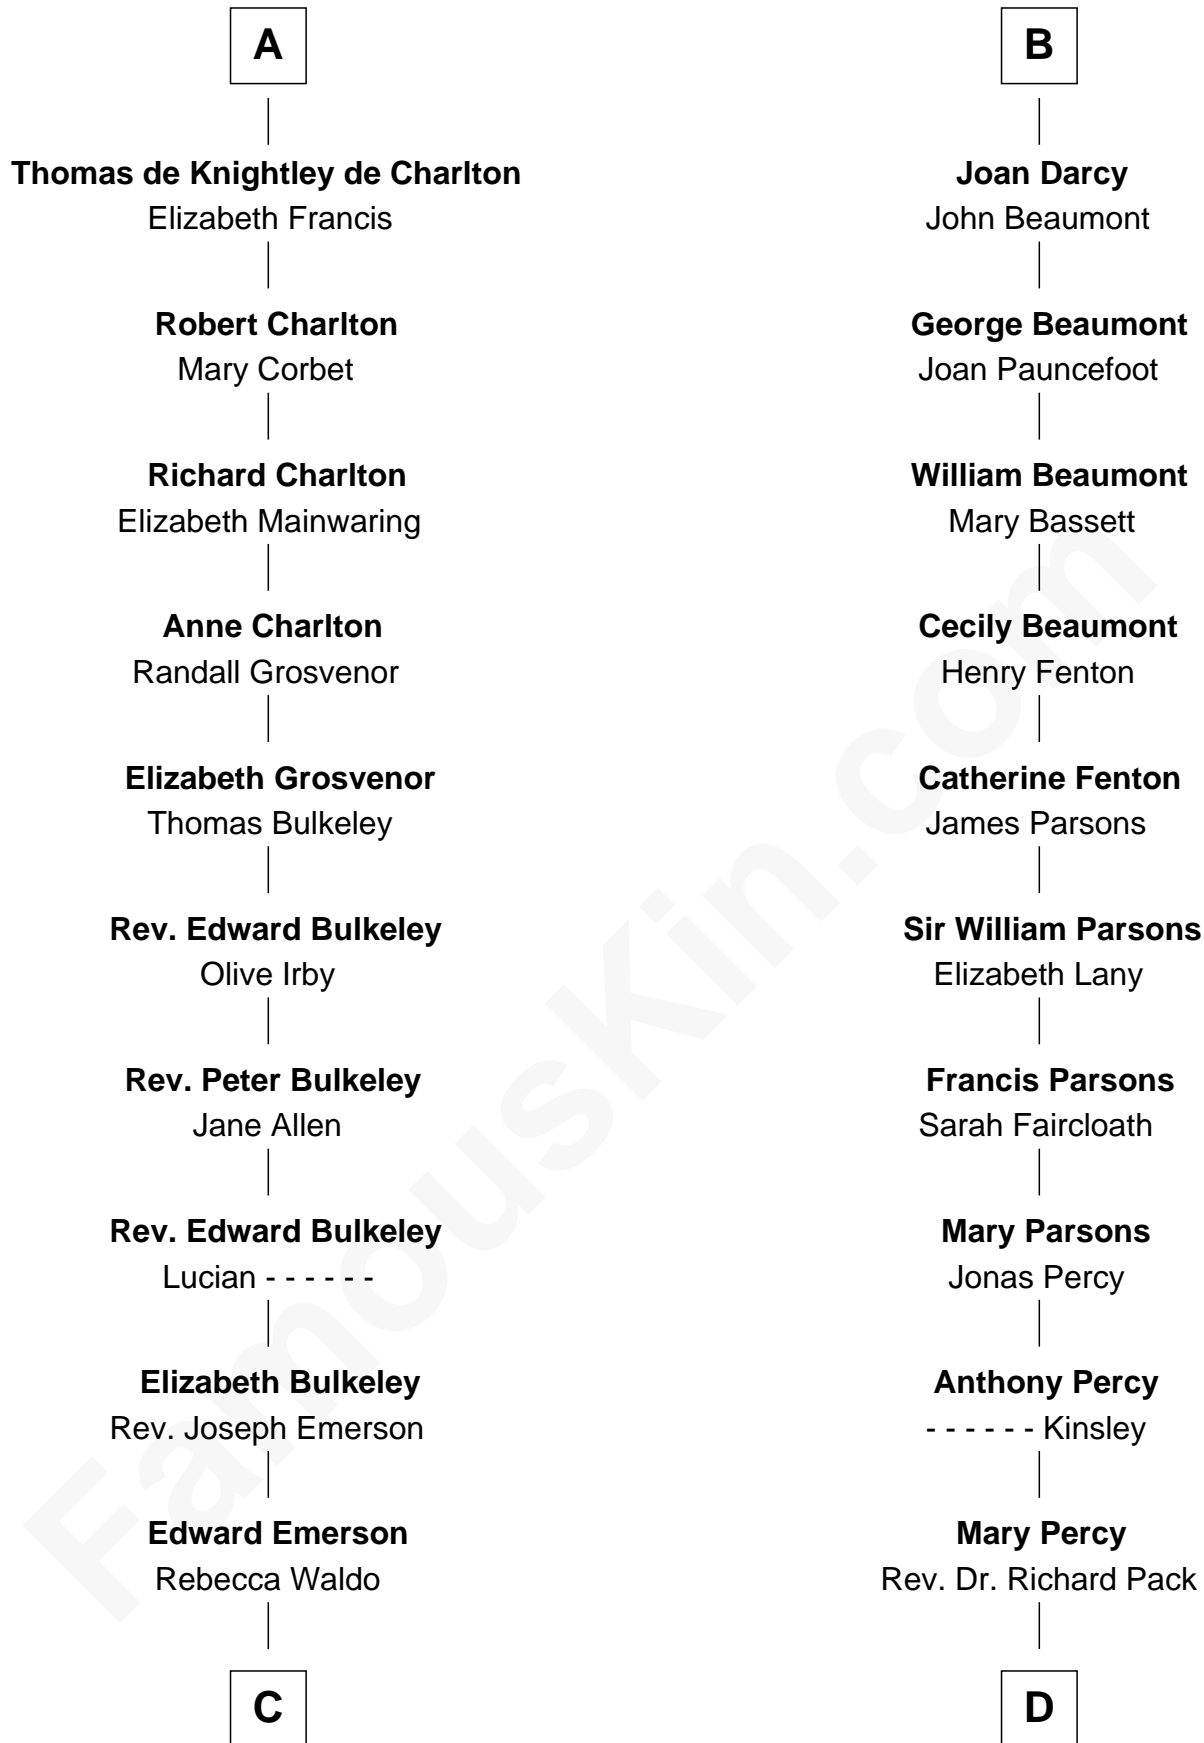 A
Thomas de Knightley de Charlton
Elizabeth Francis
Robert Charlton
Mary Corbet
Richard Charlton
Elizabeth Mainwaring
Anne Charlton
Randall Grosvenor
Elizabeth Grosvenor
Thomas Bulkeley
Rev. Edward Bulkeley
Olive Irby
Rev. Peter Bulkeley
Jane Allen
Rev. Edward Bulkeley
Lucian - - - - - -
Elizabeth Bulkeley
Rev. Joseph Emerson
Edward Emerson
Rebecca Waldo
C
B
Joan Darcy
John Beaumont
George Beaumont
Joan Pauncefoot
William Beaumont
Mary Bassett
Cecily Beaumont
Henry Fenton
Catherine Fenton
James Parsons
Sir William Parsons
Elizabeth Lany
Francis Parsons
Sarah Faircloath
Mary Parsons
Jonas Percy
Anthony Percy
- - - - - - Kinsley
Mary Percy
Rev. Dr. Richard Pack
D
FamousKin.com